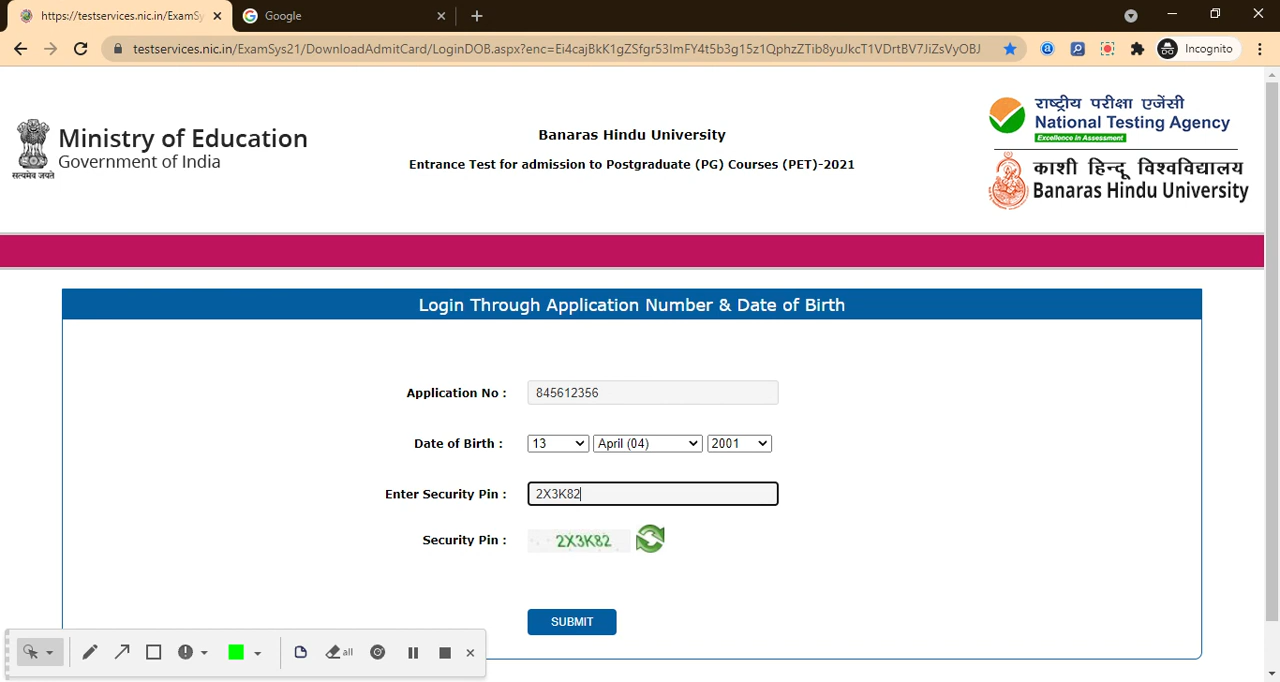 https://testservices.nic.in/ExamSy
Google
testservices.nic.in/ExamSys21/DownloadAdmitCard/LoginDOB.aspx?enc=Ei4cajBkK1gZSfgr53ImFY4t5b3g15z1QphzZTib8yuJkcT1VDrtBV7JiZsVyOBJ
Incognito
सत्यमेव जयते
Ministry of Education
Government of India
Banaras Hindu University
Entrance Test for admission to Postgraduate (PG) Courses (PET)-2021
राष्ट्रीय परीक्षा एजेंसी
National Testing Agency
Excellence in Assessment
काशी हिन्दू विश्वविद्यालय
Banaras Hindu University
Login Through Application Number & Date of Birth
Application No : 845612356
Date of Birth : 13 April (04) 2001
Enter Security Pin : 2X3K82
Security Pin : 2X3K82
SUBMIT
all